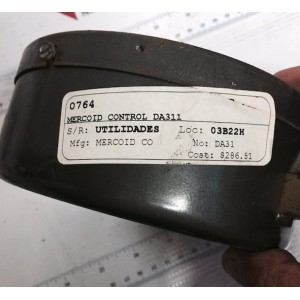 0764
MERCOID CONTROL DA311
S/R: UTILIDADES Loc: 03B22H
Mfg: MERCOID CO No: DA31
Cost: $286.51